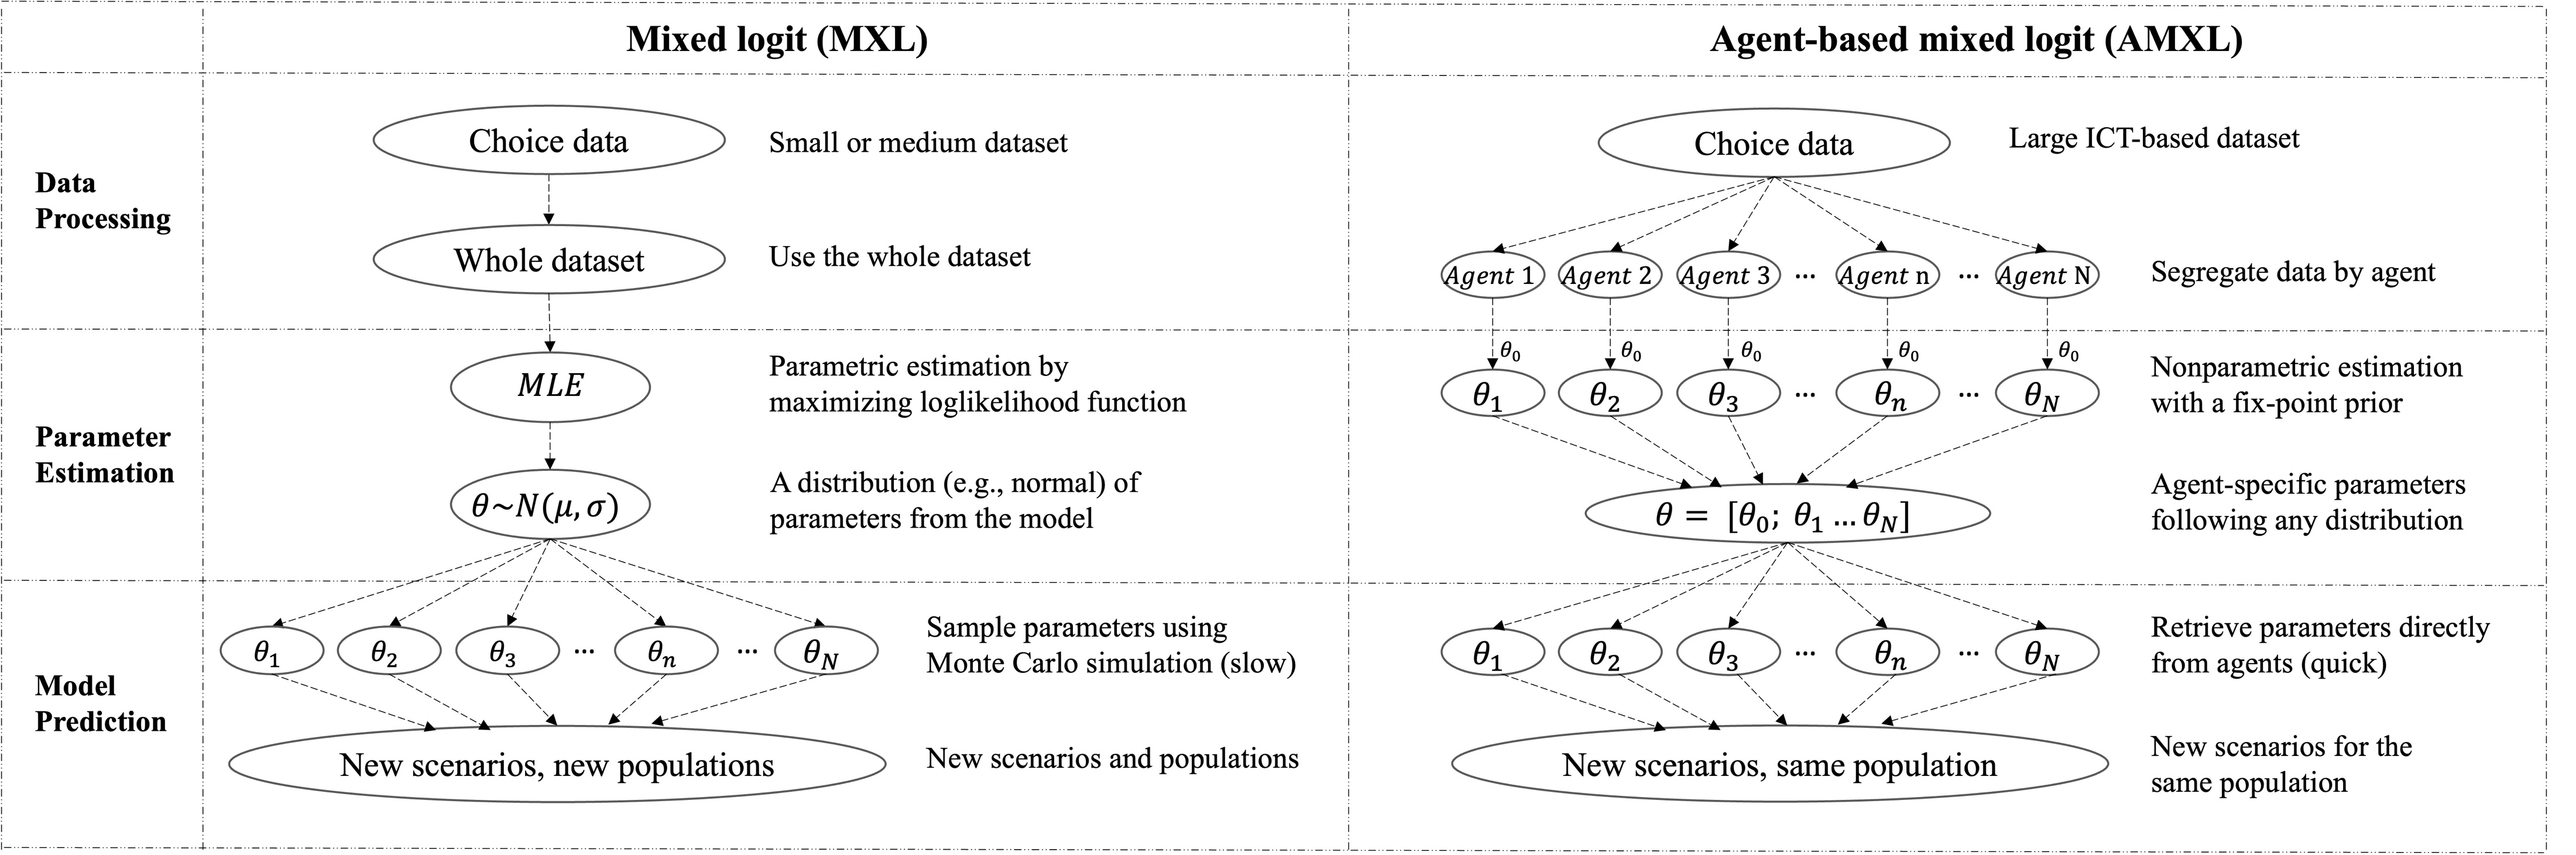 Mixed logit (MXL)
Agent-based mixed logit (AMXL)
Data
Processing
Choice data
Small or medium dataset
Whole dataset
Use the whole dataset
Choice data
Large ICT-based dataset
Agent 1
Agent 2
Agent 3
...
Agent n
...
Agent N
Segregate data by agent
Parameter
Estimation
MLE
Parametric estimation by
maximizing loglikelihood function
θ~N(μ, σ)
A distribution (e.g., normal) of
parameters from the model
θ₀
θ₀
θ₀
θ₀
θ₀
θ₁
θ₂
θ₃
...
θₙ
...
θ_N
Nonparametric estimation
with a fix-point prior
θ = [θ₀; θ₁ ... θ_N]
Agent-specific parameters
following any distribution
Model
Prediction
θ₁
θ₂
θ₃
...
θₙ
...
θ_N
Sample parameters using
Monte Carlo simulation (slow)
New scenarios, new populations
New scenarios and populations
θ₁
θ₂
θ₃
...
θₙ
...
θ_N
Retrieve parameters directly
from agents (quick)
New scenarios, same population
New scenarios for the
same population